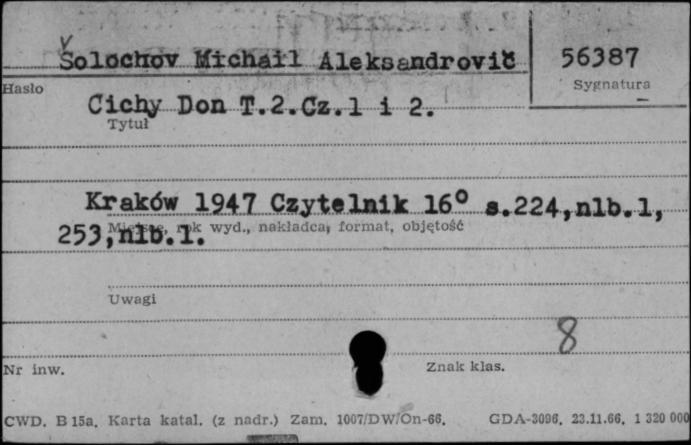 Šolochov Michail Aleksandrovič
56387
Hasło
Sygnatura
Cichy Don T.2.Cz.1 i 2.
Tytuł
Kraków 1947 Czytelnik 16° s.224,nlb.1,
Miejsce, rok wyd., nakładca, format, objętość
253,nlb.1.
Uwagi
8
Nr inw.
Znak klas.
CWD. B 15a. Karta katal. (z nadr.) Zam. 1007/DW/On-66. GDA-3096. 23.11.66. 1 320 000